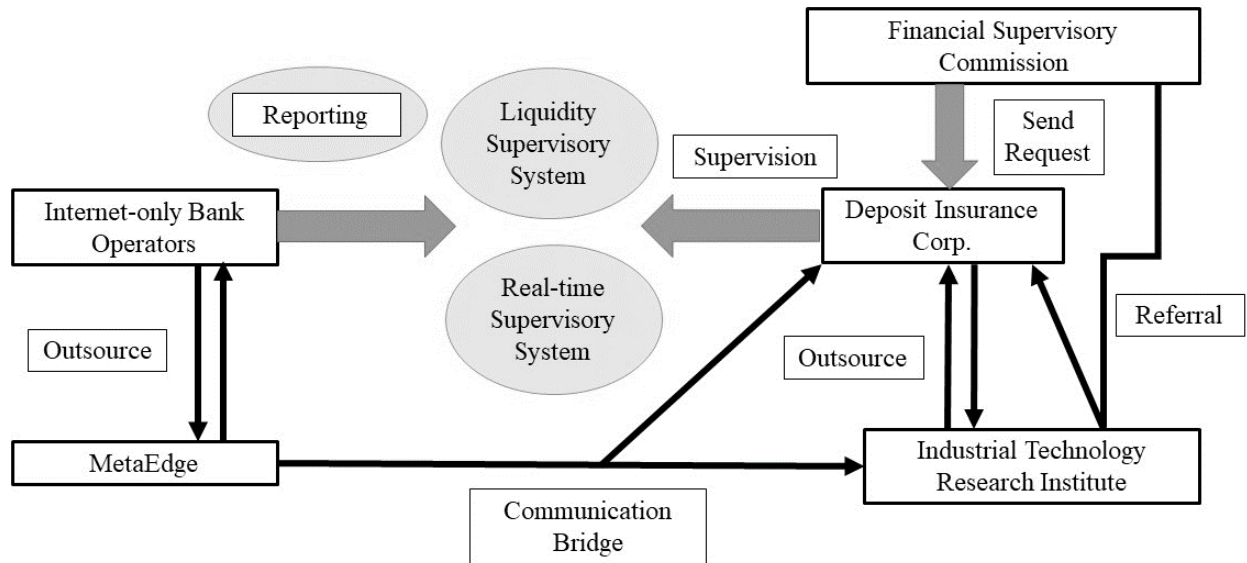 Financial Supervisory
Commission
Reporting
Liquidity
Supervisory
System
Supervision
Send
Request
Internet-only Bank
Operators
Deposit Insurance
Corp.
Real-time
Supervisory
System
Referral
Outsource
Outsource
MetaEdge
Industrial Technology
Research Institute
Communication
Bridge